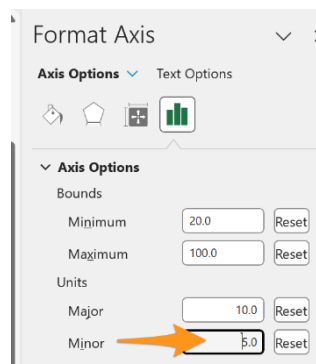 Format Axis
Axis Options Text Options
Axis Options
Bounds
Minimum 20.0 Reset
Maximum 100.0 Reset
Units
Major 10.0 Reset
Minor 5.0 Reset